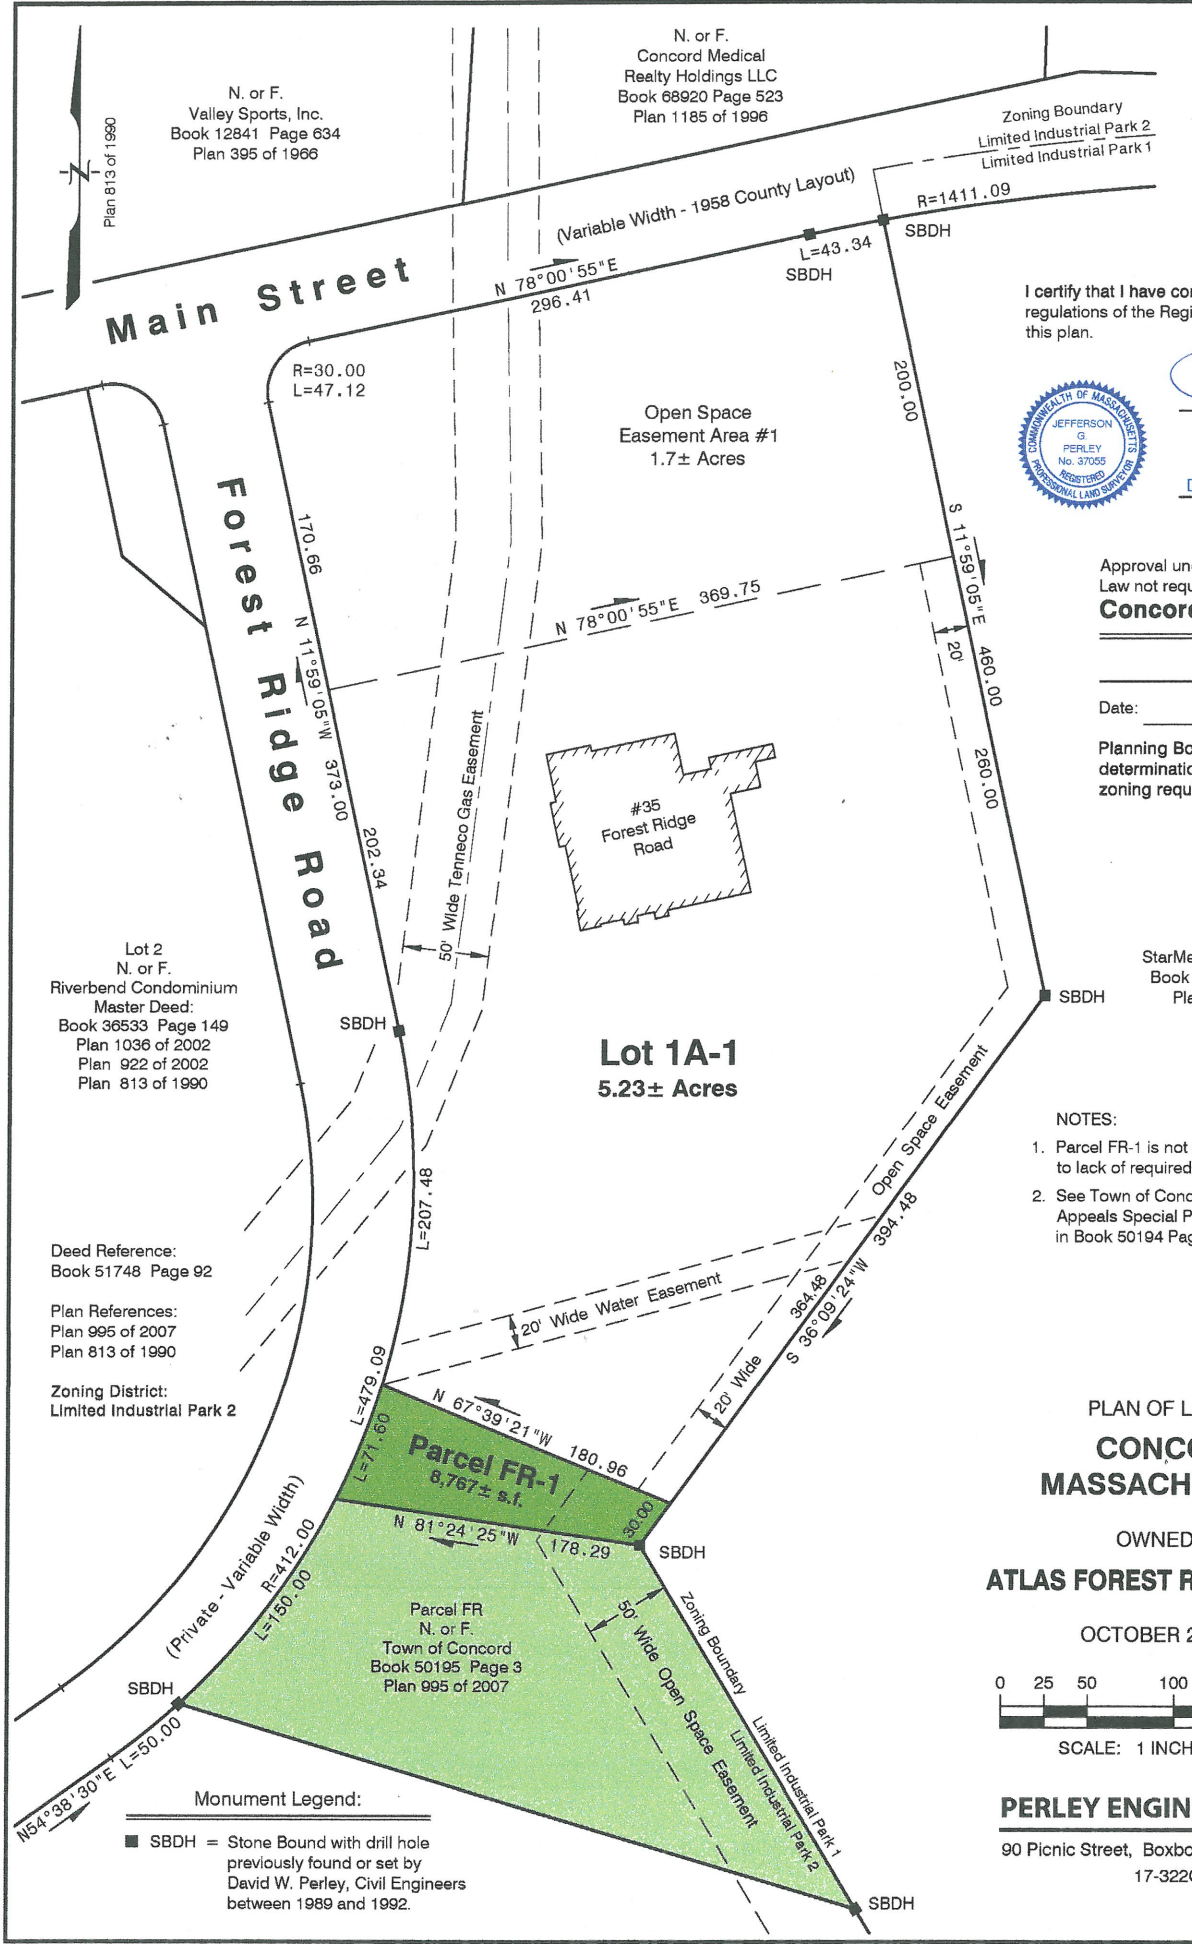 N. or F.
Valley Sports, Inc.
Book 12841 Page 634
Plan 395 of 1966
N. or F.
Concord Medical
Realty Holdings LLC
Book 68920 Page 523
Plan 1185 of 1996
Zoning Boundary
Limited Industrial Park 2
Limited Industrial Park 1
N
Plan 813 of 1990
(Variable Width - 1958 County Layout)
R=1411.09
SBDH
L=43.34
SBDH
N 78°00'55"E
296.41
Main Street
R=30.00
L=47.12
I certify that I have co
regulations of the Regi
this plan.
Open Space
Easement Area #1
1.7± Acres
200.00
COMMONWEALTH OF MASSACHUSETTS
JEFFERSON
G.
PERLEY
No. 37055
REGISTERED
PROFESSIONAL LAND SURVEYOR
Forest Ridge Road
170.66
N 11°59'05"W 373.00
202.34
S 11°59'05"E 460.00
20'
260.00
N 78°00'55"E 369.75
Approval un
Law not requ
Concor
Date:
Planning Bo
determinatio
zoning requ
50' Wide Tenneco Gas Easement
#35
Forest Ridge
Road
Lot 2
N. or F.
Riverbend Condominium
Master Deed:
Book 36533 Page 149
Plan 1036 of 2002
Plan 922 of 2002
Plan 813 of 1990
SBDH
StarMe
Book
Pla
SBDH
Lot 1A-1
5.23± Acres
20' Wide Open Space Easement
NOTES:
1. Parcel FR-1 is not
to lack of required
2. See Town of Conc
Appeals Special P
in Book 50194 Pag
L=207.48
394.48
364.48
S 36°09'24"W
20' Wide Water Easement
Deed Reference:
Book 51748 Page 92
Plan References:
Plan 995 of 2007
Plan 813 of 1990
Zoning District:
Limited Industrial Park 2
L=479.09
L=71.60
N 67°39'21"W 180.96
Parcel FR-1
8,767± s.f.
30.00
N 81°24'25"W 178.29
SBDH
PLAN OF L
CONCO
MASSACH
OWNED
ATLAS FOREST R
OCTOBER 2
(Private - Variable Width)
R=412.00
L=150.00
Parcel FR
N. or F.
Town of Concord
Book 50195 Page 3
Plan 995 of 2007
50' Wide Open Space Easement
Zoning Boundary
Limited Industrial Park 1
Limited Industrial Park 2
SBDH
N54°38'30"E L=50.00
0 25 50 100
SCALE: 1 INCH
Monument Legend:
SBDH = Stone Bound with drill hole
previously found or set by
David W. Perley, Civil Engineers
between 1989 and 1992.
PERLEY ENGIN
90 Picnic Street, Boxbo
17-322
SBDH